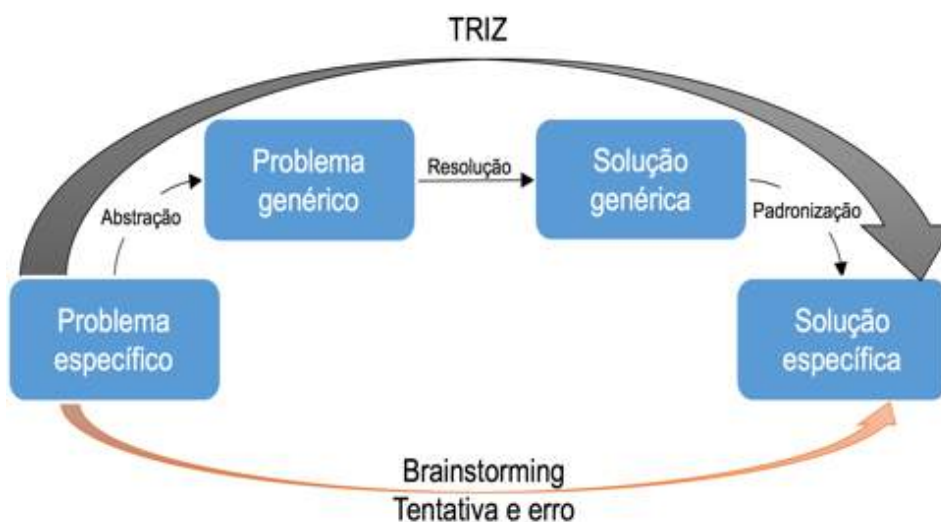 TRIZ
Problema
genérico
Resolução
Solução
genérica
Abstração
Padronização
Problema
específico
Solução
específica
Brainstorming
Tentativa e erro